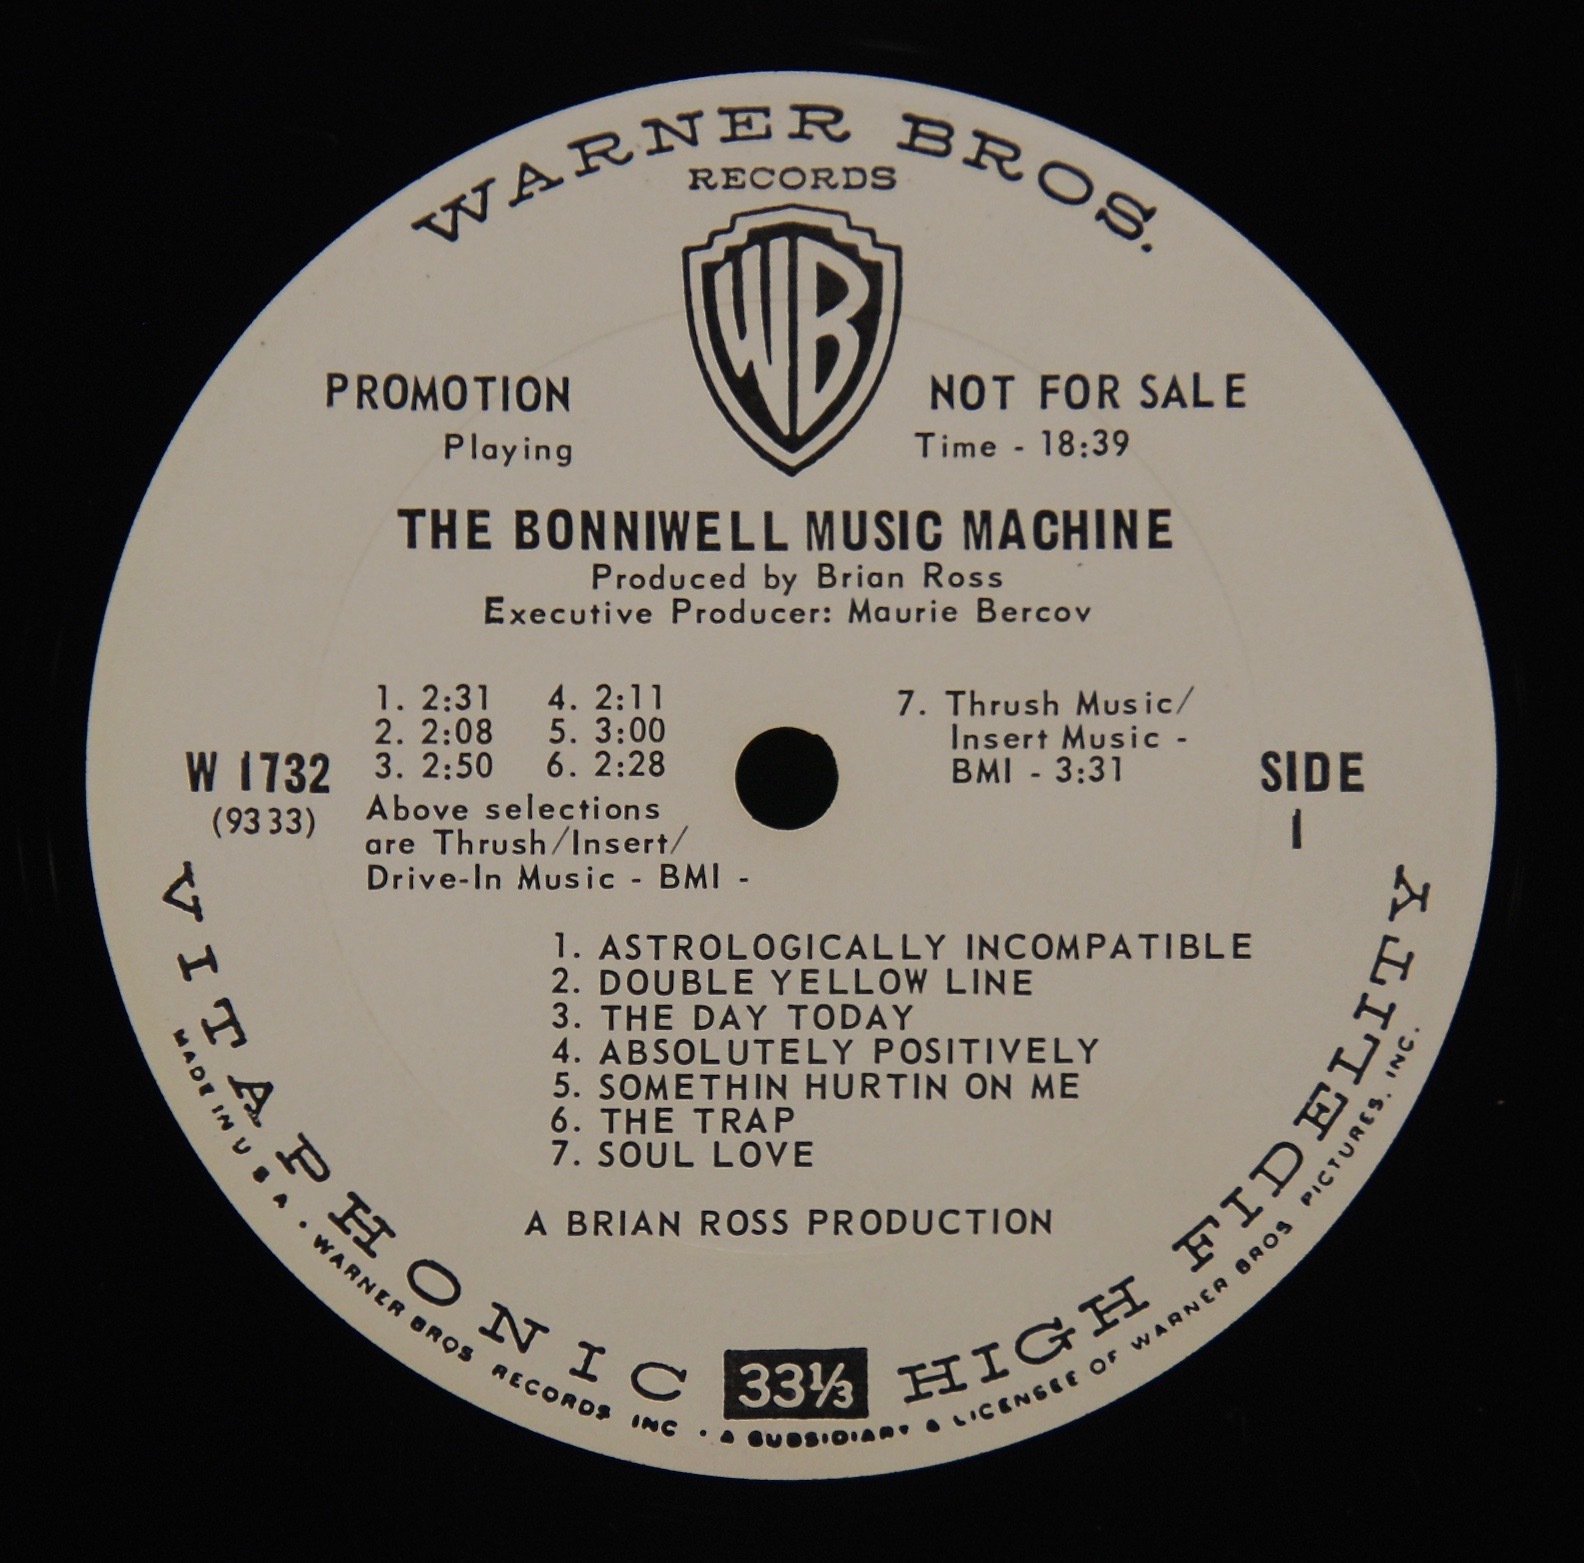 WARNER BROS.
RECORDS
WB
PROMOTION
NOT FOR SALE
Playing
Time - 18:39
THE BONNIWELL MUSIC MACHINE
Produced by Brian Ross
Executive Producer: Maurie Bercov
1. 2:31 4. 2:11
2. 2:08 5. 3:00
3. 2:50 6. 2:28
Above selections
are Thrush/Insert/
Drive-In Music - BMI -
7. Thrush Music/
Insert Music -
BMI - 3:31
W 1732
(9333)
SIDE
1
1. ASTROLOGICALLY INCOMPATIBLE
2. DOUBLE YELLOW LINE
3. THE DAY TODAY
4. ABSOLUTELY POSITIVELY
5. SOMETHIN HURTIN ON ME
6. THE TRAP
7. SOUL LOVE
A BRIAN ROSS PRODUCTION
VITAPHONIC HIGH FIDELITY
33⅓
MADE IN U S A . WARNER BROS RECORDS INC . A SUBSIDIARY & LICENSEE OF WARNER BROS PICTURES, INC.